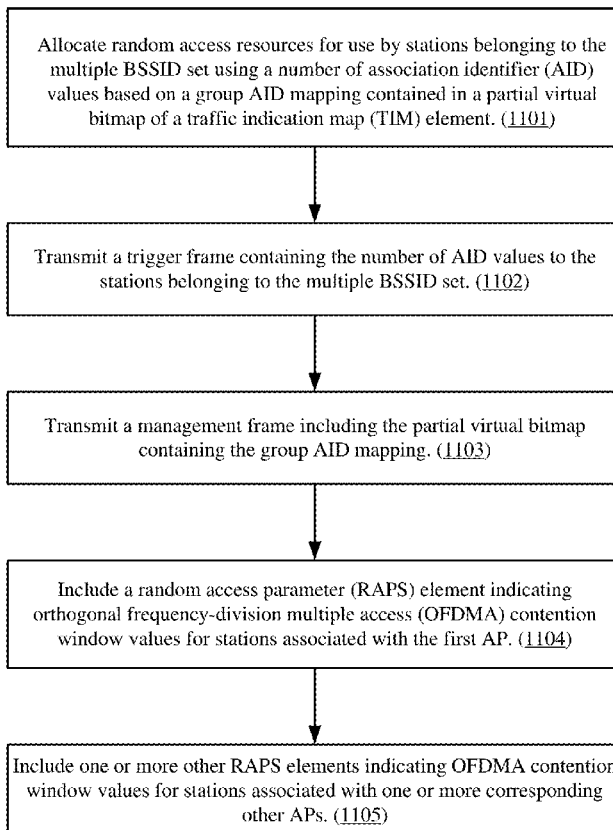 Allocate random access resources for use by stations belonging to the
multiple BSSID set using a number of association identifier (AID)
values based on a group AID mapping contained in a partial virtual
bitmap of a traffic indication map (TIM) element. (1101)
Transmit a trigger frame containing the number of AID values to the
stations belonging to the multiple BSSID set. (1102)
Transmit a management frame including the partial virtual bitmap
containing the group AID mapping. (1103)
Include a random access parameter (RAPS) element indicating
orthogonal frequency-division multiple access (OFDMA) contention
window values for stations associated with the first AP. (1104)
Include one or more other RAPS elements indicating OFDMA contention
window values for stations associated with one or more corresponding
other APs. (1105)